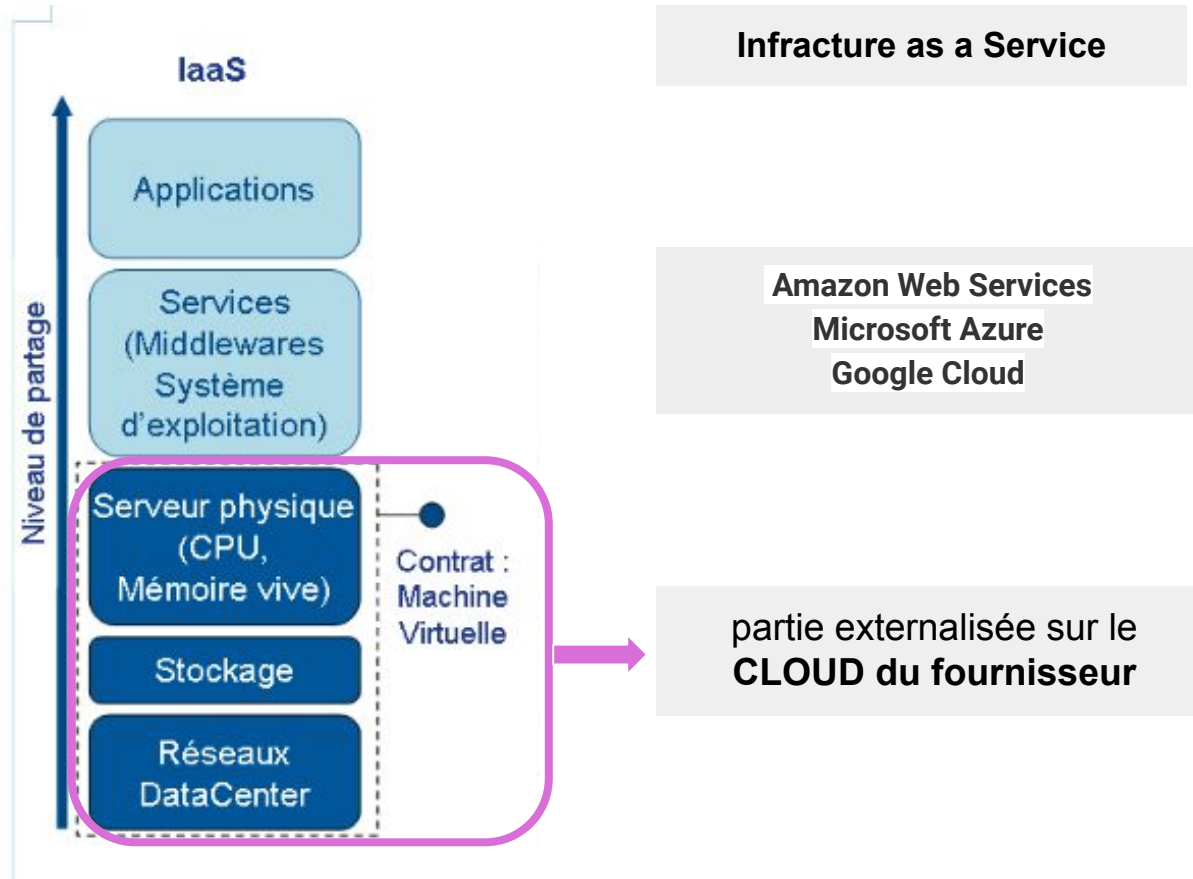 IaaS
Applications
Services
(Middlewares
Système
d'exploitation)
Serveur physique
(CPU,
Mémoire vive)
Stockage
Réseaux
DataCenter
Niveau de partage
Contrat :
Machine
Virtuelle
Infracture as a Service
Amazon Web Services
Microsoft Azure
Google Cloud
partie externalisée sur le
CLOUD du fournisseur